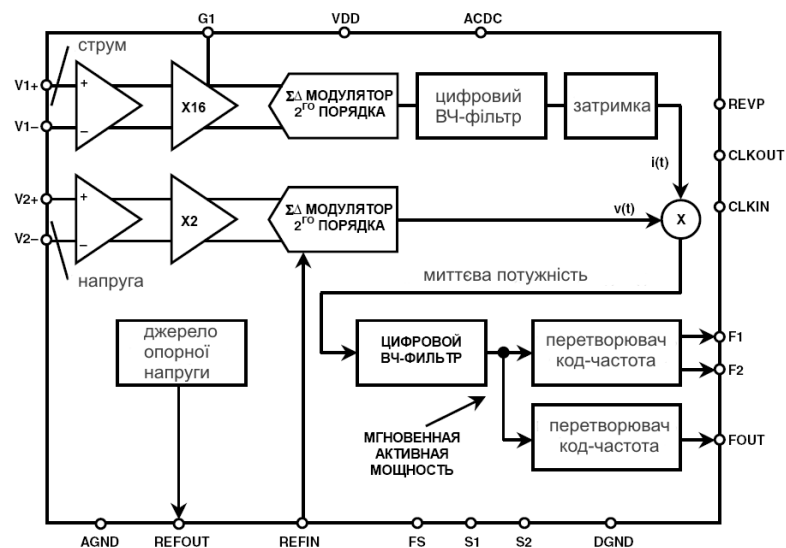 G1 VDD ACDC
струм
V1+
V1–
+
–
X16
ΣΔ МОДУЛЯТОР
2ГО ПОРЯДКА
цифровий
ВЧ-фільтр
затримка
REVP
CLKOUT
CLKIN
i(t)
V2+
V2–
+
–
X2
ΣΔ МОДУЛЯТОР
2ГО ПОРЯДКА
v(t)
X
напруга
миттєва потужність
джерело
опорної
напруги
ЦИФРОВОЙ
ВЧ-ФИЛЬТР
перетворювач
код-частота
F1
F2
МГНОВЕННАЯ
АКТИВНАЯ
МОЩНОСТЬ
перетворювач
код-частота
FOUT
AGND REFOUT REFIN FS S1 S2 DGND